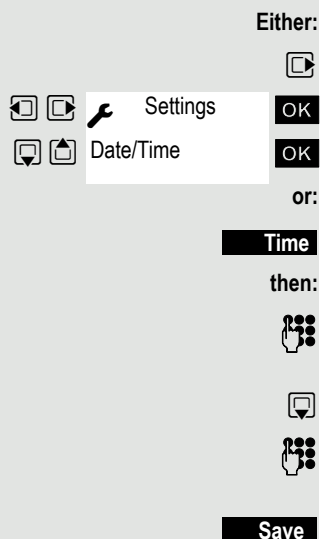 Either:
Settings OK
Date/Time OK
or:
Time
then:
Save